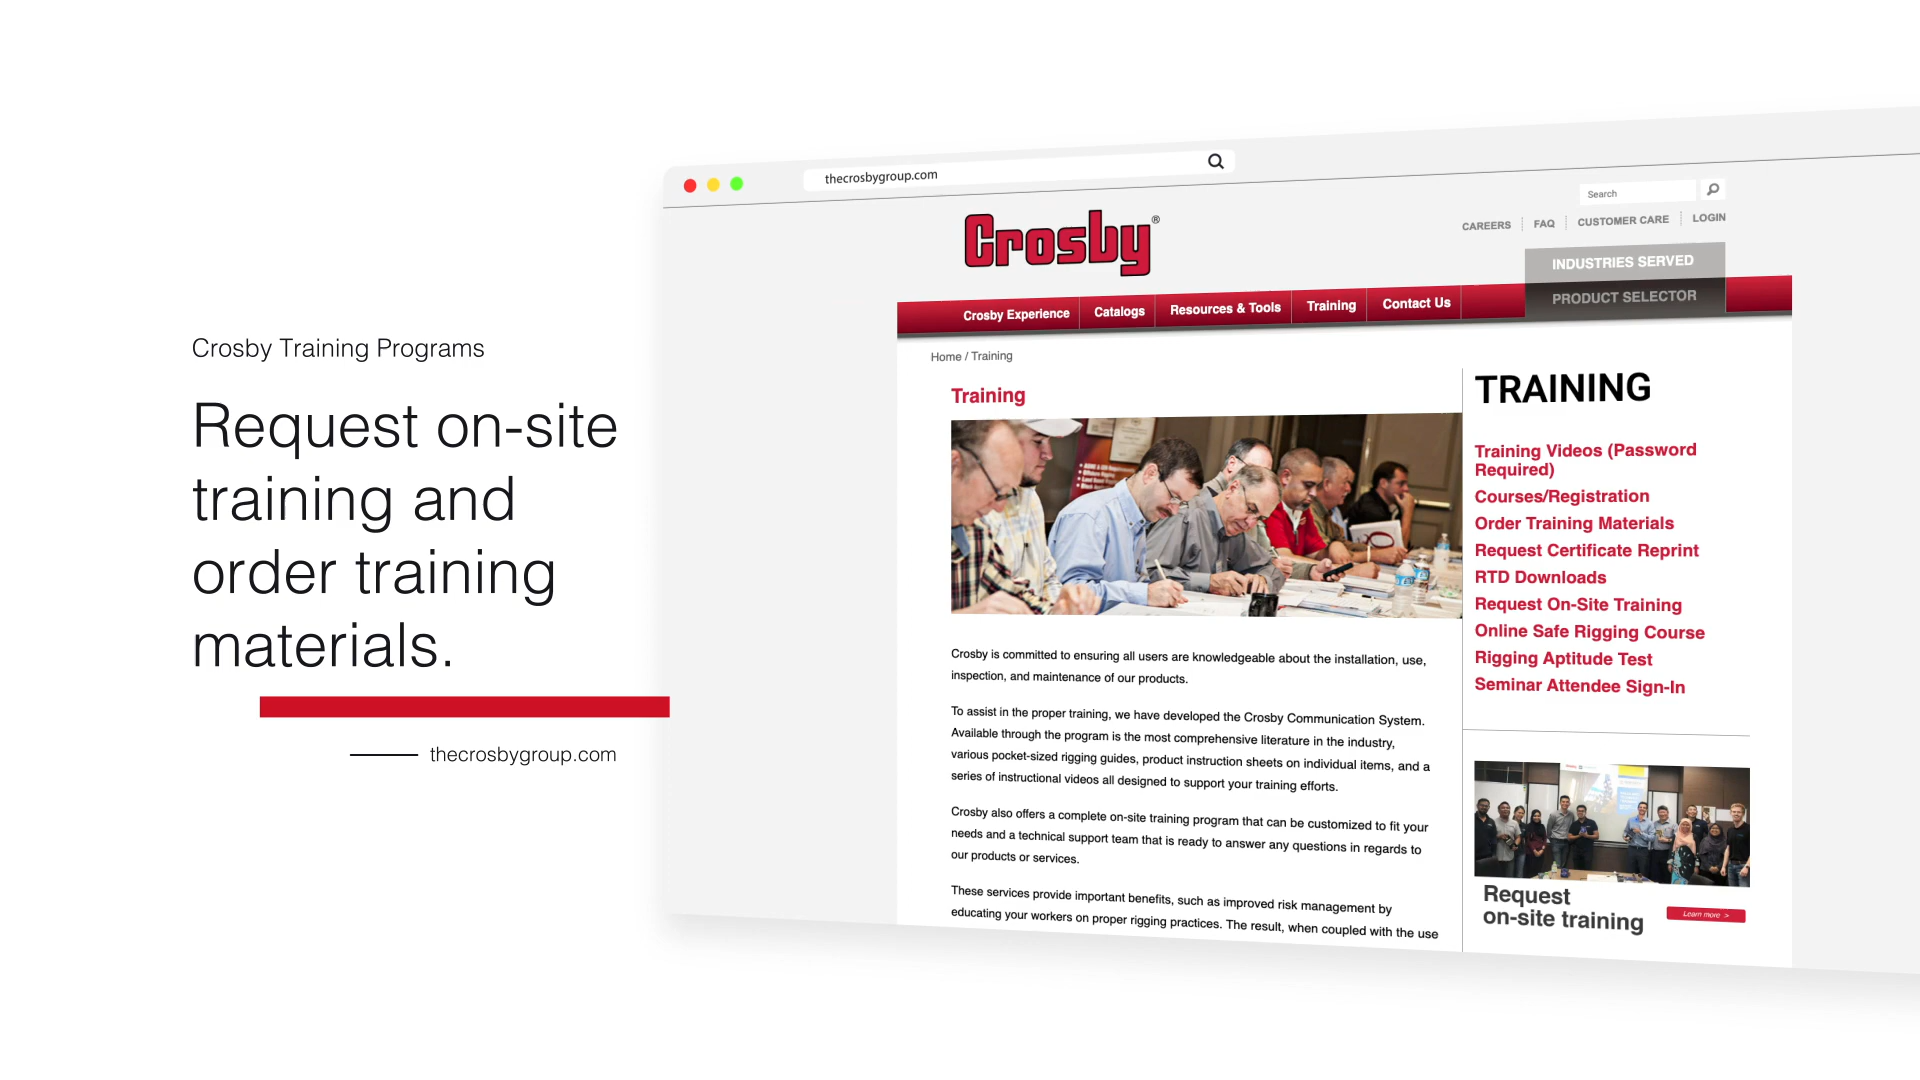 Crosby Training Programs
Request on-site
training and
order training
materials.
thecrosbygroup.com
thecrosbygroup.com
Search
CAREERS
FAQ
CUSTOMER CARE
LOGIN
Crosby®
INDUSTRIES SERVED
PRODUCT SELECTOR
Crosby Experience
Catalogs
Resources & Tools
Training
Contact Us
Home / Training
Training
Crosby is committed to ensuring all users are knowledgeable about the installation, use,
inspection, and maintenance of our products.
To assist in the proper training, we have developed the Crosby Communication System.
Available through the program is the most comprehensive literature in the industry,
various pocket-sized rigging guides, product instruction sheets on individual items, and a
series of instructional videos all designed to support your training efforts.
Crosby also offers a complete on-site training program that can be customized to fit your
needs and a technical support team that is ready to answer any questions in regards to
our products or services.
These services provide important benefits, such as improved risk management by
educating your workers on proper rigging practices. The result, when coupled with the use
TRAINING
Training Videos (Password
Required)
Courses/Registration
Order Training Materials
Request Certificate Reprint
RTD Downloads
Request On-Site Training
Online Safe Rigging Course
Rigging Aptitude Test
Seminar Attendee Sign-In
Request
on-site training
Learn more >